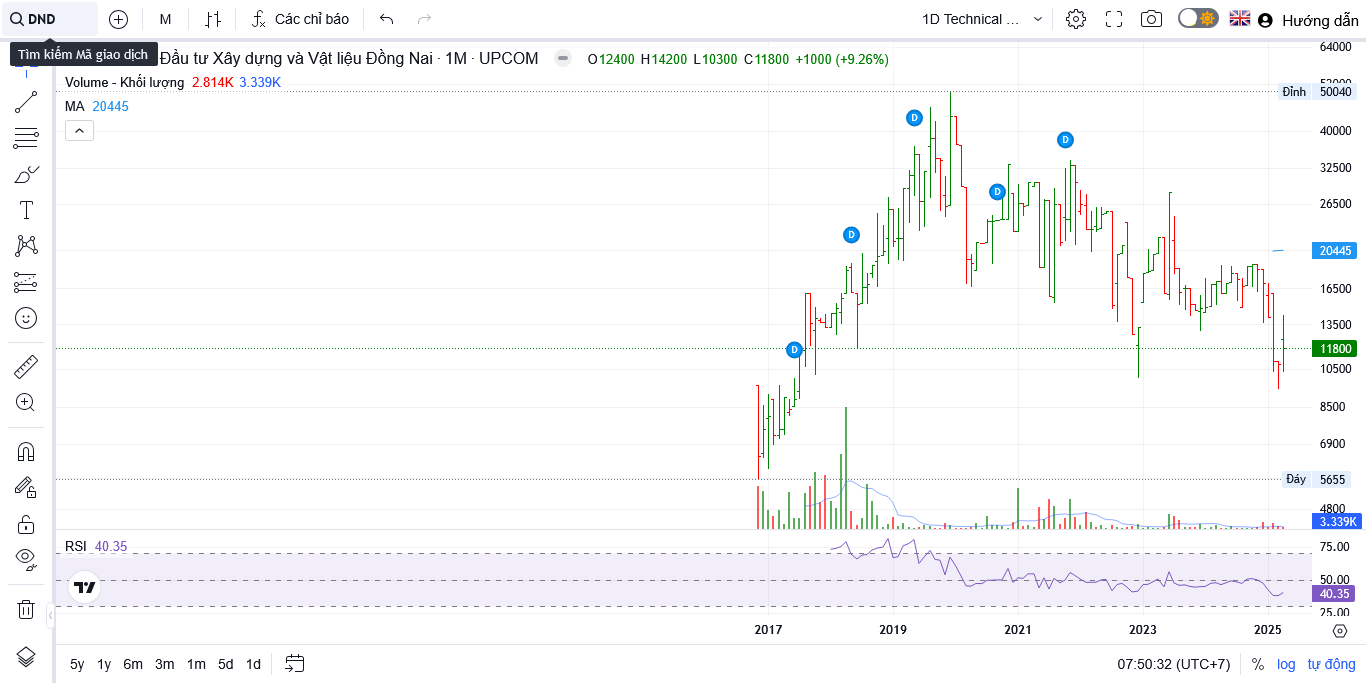 DND
M
Các chỉ báo
1D Technical ...
Hướng dẫn
Tìm kiếm Mã giao dịch
Đầu tư Xây dựng và Vật liệu Đồng Nai · 1M · UPCOM
O12400 H14200 L10300 C11800 +1000 (+9.26%)
Volume - Khối lượng 2.814K 3.339K
MA 20445
64000
52000
Đỉnh 50040
40000
32500
26500
20445
16500
13500
11800
10500
8500
6900
Đáy 5655
4800
3.339K
D
D
D
D
D
RSI 40.35
75.00
50.00
40.35
25.00
2017 2019 2021 2023 2025
5y 1y 6m 3m 1m 5d 1d
07:50:32 (UTC+7)
% log tự động